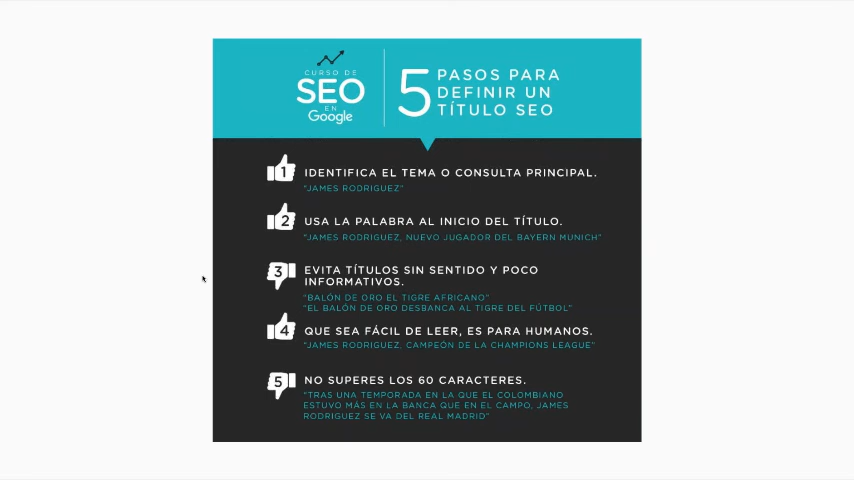 CURSO DE
SEO
EN
Google
5 PASOS PARA
DEFINIR UN
TÍTULO SEO
1 IDENTIFICA EL TEMA O CONSULTA PRINCIPAL.
"JAMES RODRIGUEZ"
2 USA LA PALABRA AL INICIO DEL TÍTULO.
"JAMES RODRIGUEZ, NUEVO JUGADOR DEL BAYERN MUNICH"
3 EVITA TÍTULOS SIN SENTIDO Y POCO
INFORMATIVOS.
"BALÓN DE ORO EL TIGRE AFRICANO"
"EL BALÓN DE ORO DESBANCA AL TIGRE DEL FÚTBOL"
4 QUE SEA FÁCIL DE LEER, ES PARA HUMANOS.
"JAMES RODRIGUEZ, CAMPEÓN DE LA CHAMPIONS LEAGUE"
5 NO SUPERES LOS 60 CARACTERES.
"TRAS UNA TEMPORADA EN LA QUE EL COLOMBIANO
ESTUVO MÁS EN LA BANCA QUE EN EL CAMPO, JAMES
RODRIGUEZ SE VA DEL REAL MADRID"